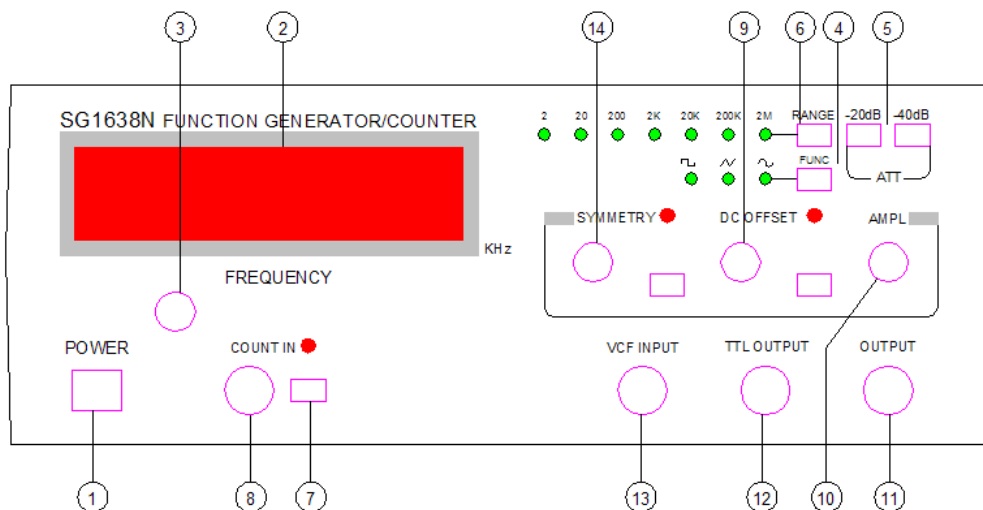 3 2 14 9 6 4 5
SG1638N FUNCTION GENERATOR/COUNTER
2 20 200 2K 20K 200K 2M RANGE -20dB -40dB
FUNC
ATT
SYMMETRY DC OFFSET AMPL
KHz
FREQUENCY
POWER COUNT IN VCF INPUT TTL OUTPUT OUTPUT
1 8 7 13 12 10 11